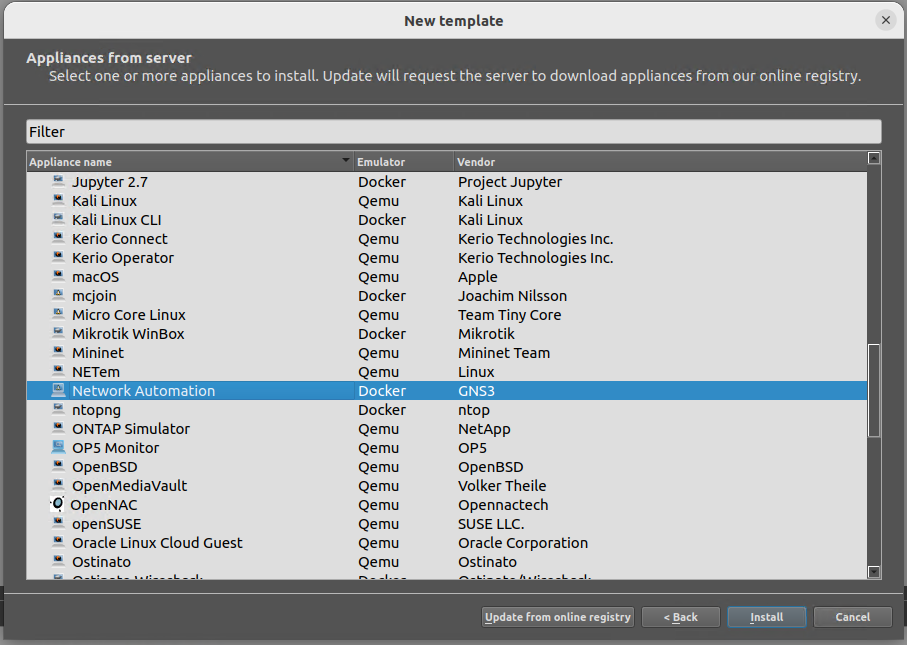 New template
Appliances from server
Select one or more appliances to install. Update will request the server to download appliances from our online registry.
Filter
Appliance name Emulator Vendor
Jupyter 2.7 Docker Project Jupyter
Kali Linux Qemu Kali Linux
Kali Linux CLI Docker Kali Linux
Kerio Connect Qemu Kerio Technologies Inc.
Kerio Operator Qemu Kerio Technologies Inc.
macOS Qemu Apple
mcjoin Docker Joachim Nilsson
Micro Core Linux Qemu Team Tiny Core
Mikrotik WinBox Docker Mikrotik
Mininet Qemu Mininet Team
NETem Qemu Linux
Network Automation Docker GNS3
ntopng Docker ntop
ONTAP Simulator Qemu NetApp
OP5 Monitor Qemu OP5
OpenBSD Qemu OpenBSD
OpenMediaVault Qemu Volker Theile
OpenNAC Qemu Opennactech
openSUSE Qemu SUSE LLC.
Oracle Linux Cloud Guest Qemu Oracle Corporation
Ostinato Qemu Ostinato
Ostinato Wireshark Docker Ostinato/Wireshark
Update from online registry < Back Install Cancel